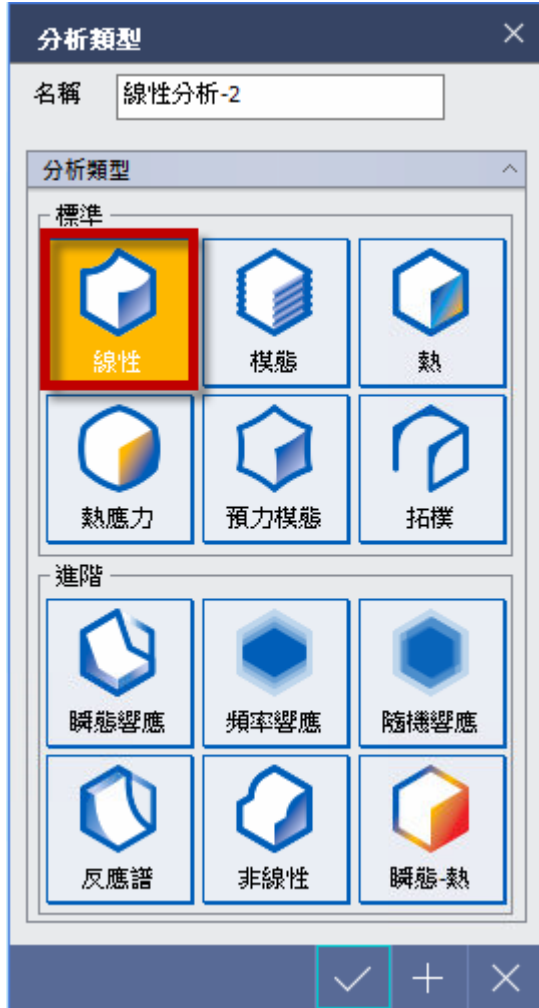 分析類型
名稱 線性分析-2
分析類型
標準
線性 模態 熱
熱應力 預力模態 拓樸
進階
瞬態響應 頻率響應 隨機響應
反應譜 非線性 瞬態-熱